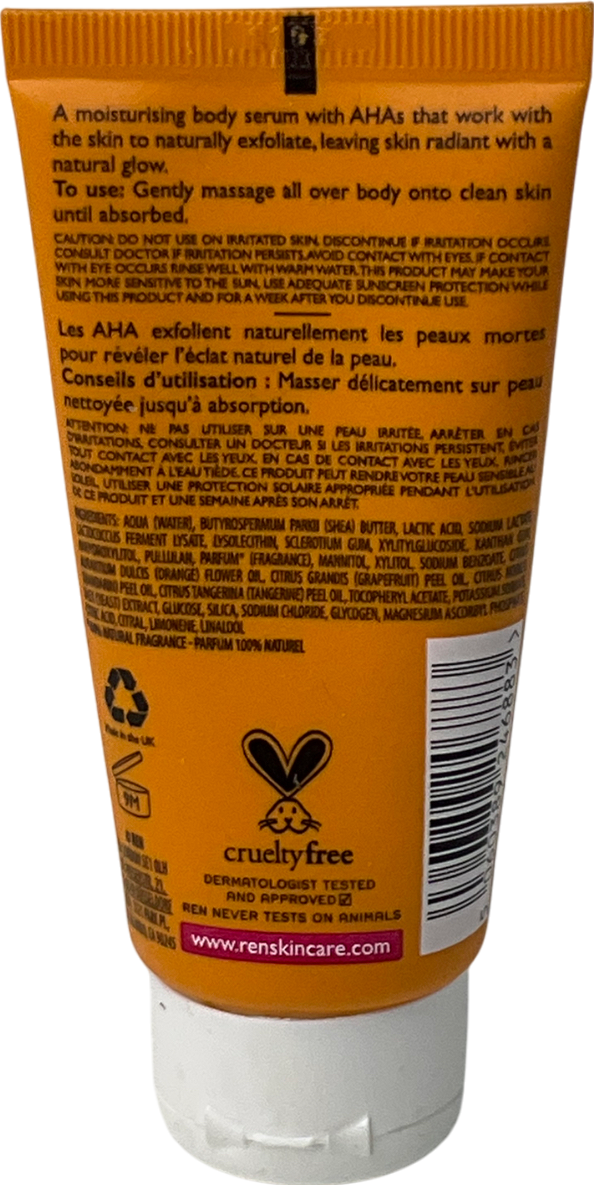 A moisturising body serum with AHAs that work with
the skin to naturally exfoliate, leaving skin radiant with a
natural glow.
To use: Gently massage all over body onto clean skin
until absorbed.
CAUTION: DO NOT USE ON IRRITATED SKIN. DISCONTINUE IF IRRITATION OCCURS.
CONSULT DOCTOR IF IRRITATION PERSISTS. AVOID CONTACT WITH EYES. IF CONTACT
WITH EYE OCCURS RINSE WELL WITH WARM WATER. THIS PRODUCT MAY MAKE YOUR
SKIN MORE SENSITIVE TO THE SUN, USE ADEQUATE SUNSCREEN PROTECTION WHILE
USING THIS PRODUCT AND FOR A WEEK AFTER YOU DISCONTINUE USE.
Les AHA exfolient naturellement les peaux mortes
pour révéler l'éclat naturel de la peau.
Conseils d'utilisation : Masser délicatement sur peau
nettoyée jusqu'à absorption.
ATTENTION: NE PAS UTILISER SUR UNE PEAU IRRITÉE, ARRÊTER EN CAS
D'IRRITATIONS, CONSULTER UN DOCTEUR SI LES IRRITATIONS PERSISTENT, ÉVITER
TOUT CONTACT AVEC LES YEUX, EN CAS DE CONTACT AVEC LES YEUX, RINCER
ABONDAMMENT À L'EAU TIÈDE. CE PRODUIT PEUT RENDRE VOTRE PEAU SENSIBLE AU
SOLEIL, UTILISER UNE PROTECTION SOLAIRE APPROPRIÉE PENDANT L'UTILISATION
DE CE PRODUIT ET UNE SEMAINE APRÈS SON ARRÊT.
INGREDIENTS: AQUA (WATER), BUTYROSPERMUM PARKII (SHEA) BUTTER, LACTIC ACID, SODIUM LACTATE,
LACTOCOCCUS FERMENT LYSATE, LYSOLECITHIN, SCLEROTIUM GUM, XYLITYLGLUCOSIDE, XANTHAN GUM,
ANHYDROXYLITOL, PULLULAN, PARFUM* (FRAGRANCE), MANNITOL, XYLITOL, SODIUM BENZOATE, CITRUS
AURANTIUM DULCIS (ORANGE) FLOWER OIL, CITRUS GRANDIS (GRAPEFRUIT) PEEL OIL, CITRUS
PEEL OIL, CITRUS TANGERINA (TANGERINE) PEEL OIL, TOCOPHERYL ACETATE, POTASSIUM
(YEAST) EXTRACT, GLUCOSE, SILICA, SODIUM CHLORIDE, GLYCOGEN, MAGNESIUM ASCORBYL PHOSPHATE,
ACID, CITRAL, LIMONENE, LINALOOL
NATURAL FRAGRANCE - PARFUM 100% NATUREL
Made in the UK
9M
© REN
SE1 0LH
CA 90245
crueltyfree
DERMATOLOGIST TESTED
AND APPROVED ☑
REN NEVER TESTS ON ANIMALS
www.renskincare.com